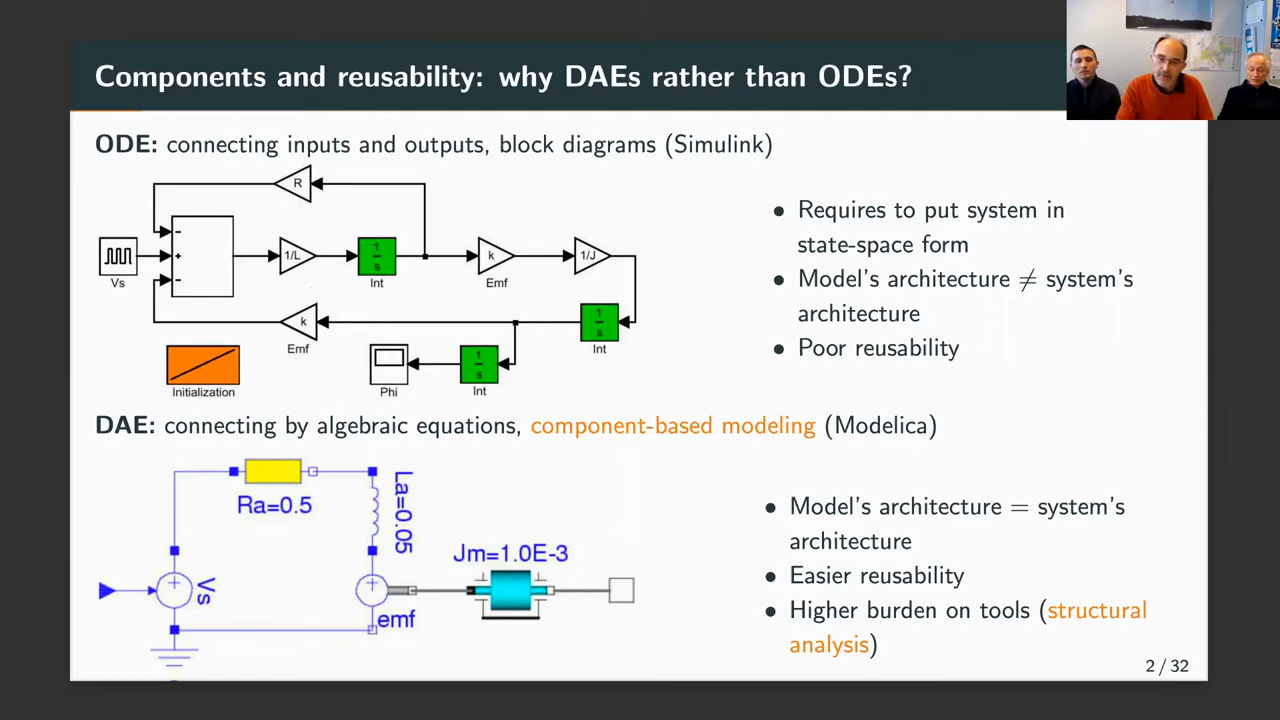 Components and reusability: why DAEs rather than ODEs?
ODE: connecting inputs and outputs, block diagrams (Simulink)
R
Vs
−
+
−
1/L
1
s
Int
k
Emf
1/J
k
Emf
1
s
Int
Initialization
Phi
1
s
Int
• Requires to put system in
state-space form
• Model's architecture ≠ system's
architecture
• Poor reusability
DAE: connecting by algebraic equations, component-based modeling (Modelica)
Ra=0.5
La=0.05
Vs
+
+
emf
Jm=1.0E-3
• Model's architecture = system's
architecture
• Easier reusability
• Higher burden on tools (structural
analysis)
2 / 32